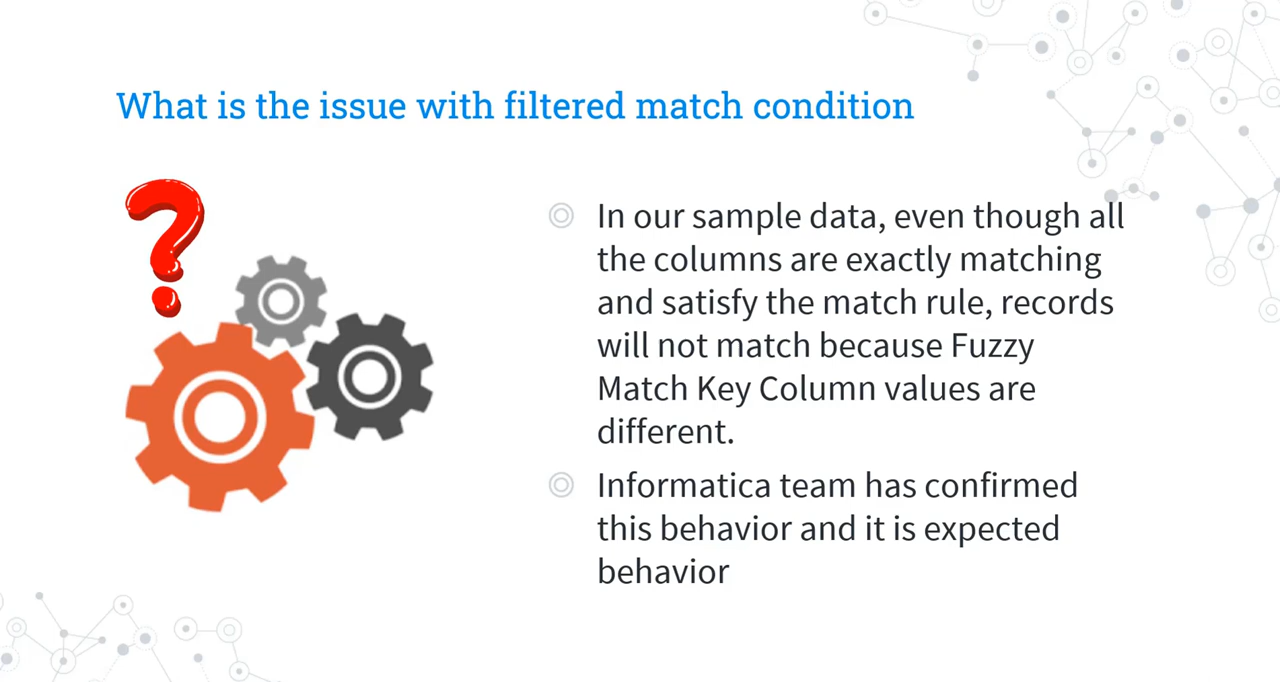 What is the issue with filtered match condition
?
In our sample data, even though all
the columns are exactly matching
and satisfy the match rule, records
will not match because Fuzzy
Match Key Column values are
different.
Informatica team has confirmed
this behavior and it is expected
behavior